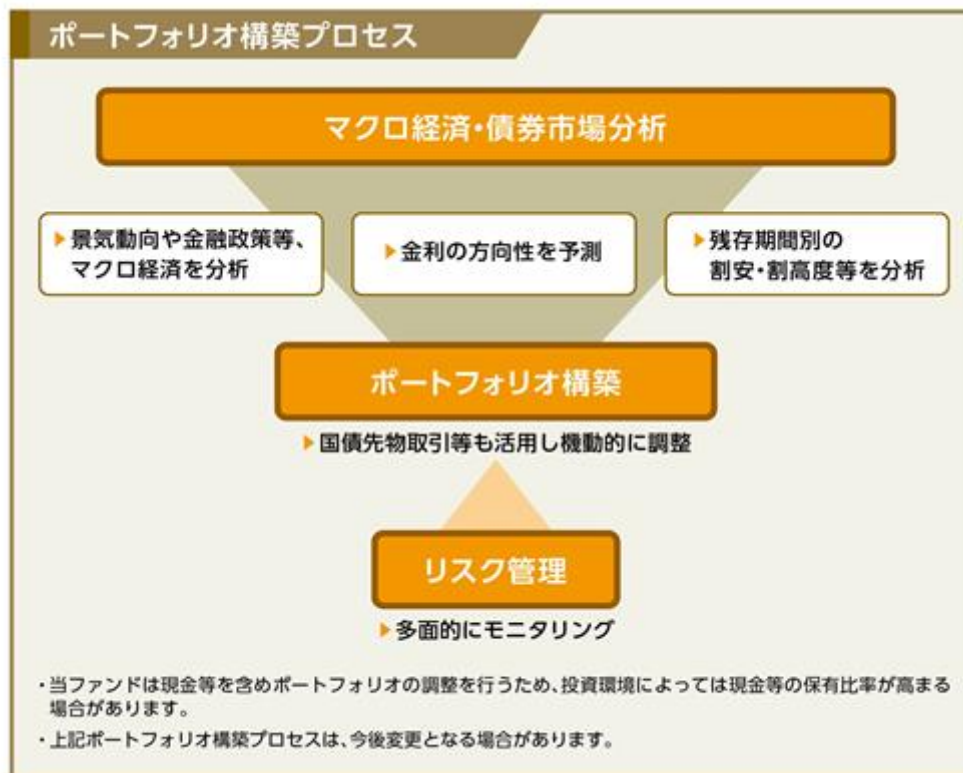 ポートフォリオ構築プロセス
マクロ経済・債券市場分析
▶景気動向や金融政策等、
マクロ経済を分析
▶金利の方向性を予測
▶残存期間別の
割安・割高度等を分析
ポートフォリオ構築
▶国債先物取引等も活用し機動的に調整
リスク管理
▶多面的にモニタリング
・当ファンドは現金等を含めポートフォリオの調整を行うため、投資環境によっては現金等の保有比率が高まる
場合があります。
・上記ポートフォリオ構築プロセスは、今後変更となる場合があります。